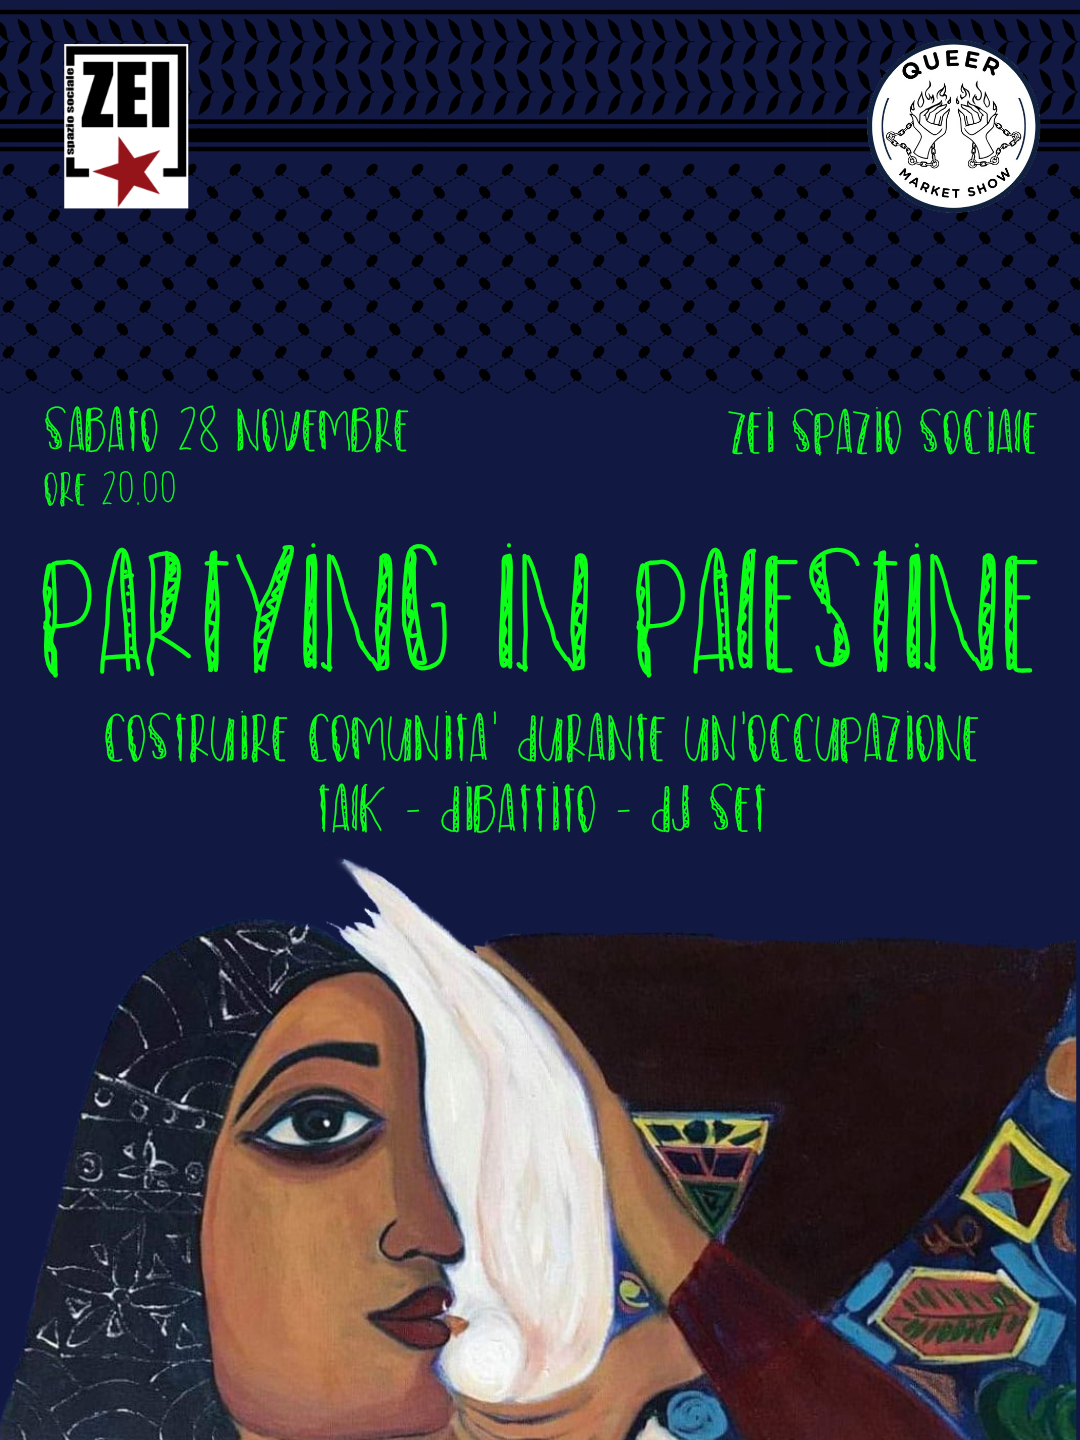 spazio sociale
ZEI
QUEER
MARKET SHOW
SABATO 28 NOVEMBRE
ZEI SPAZIO SOCIALE
ORE 20.00
PARTYING IN PALESTINE
COSTRUIRE COMUNITA' DURANTE UN'OCCUPAZIONE
TALK - DIBATTITO - DJ SET